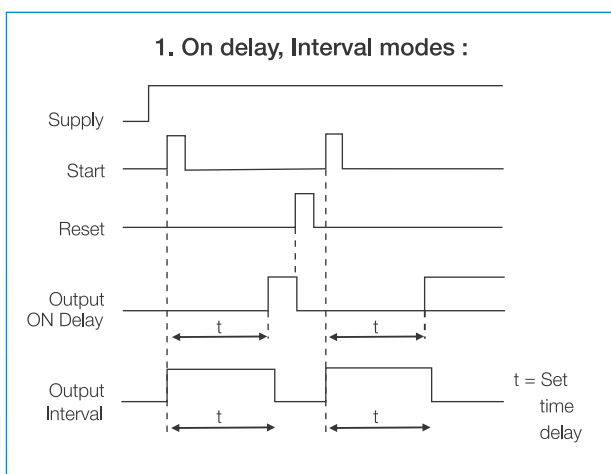 1. On delay, Interval modes :
Supply
Start
Reset
Output
ON Delay
t
t
Output
Interval
t
t
t = Set
time
delay